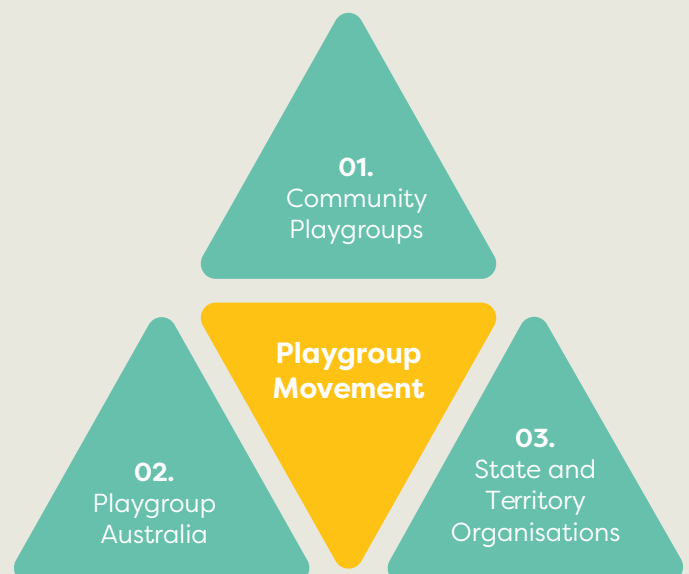 01.
Community
Playgroups
Playgroup
Movement
02.
Playgroup
Australia
03.
State and
Territory
Organisations